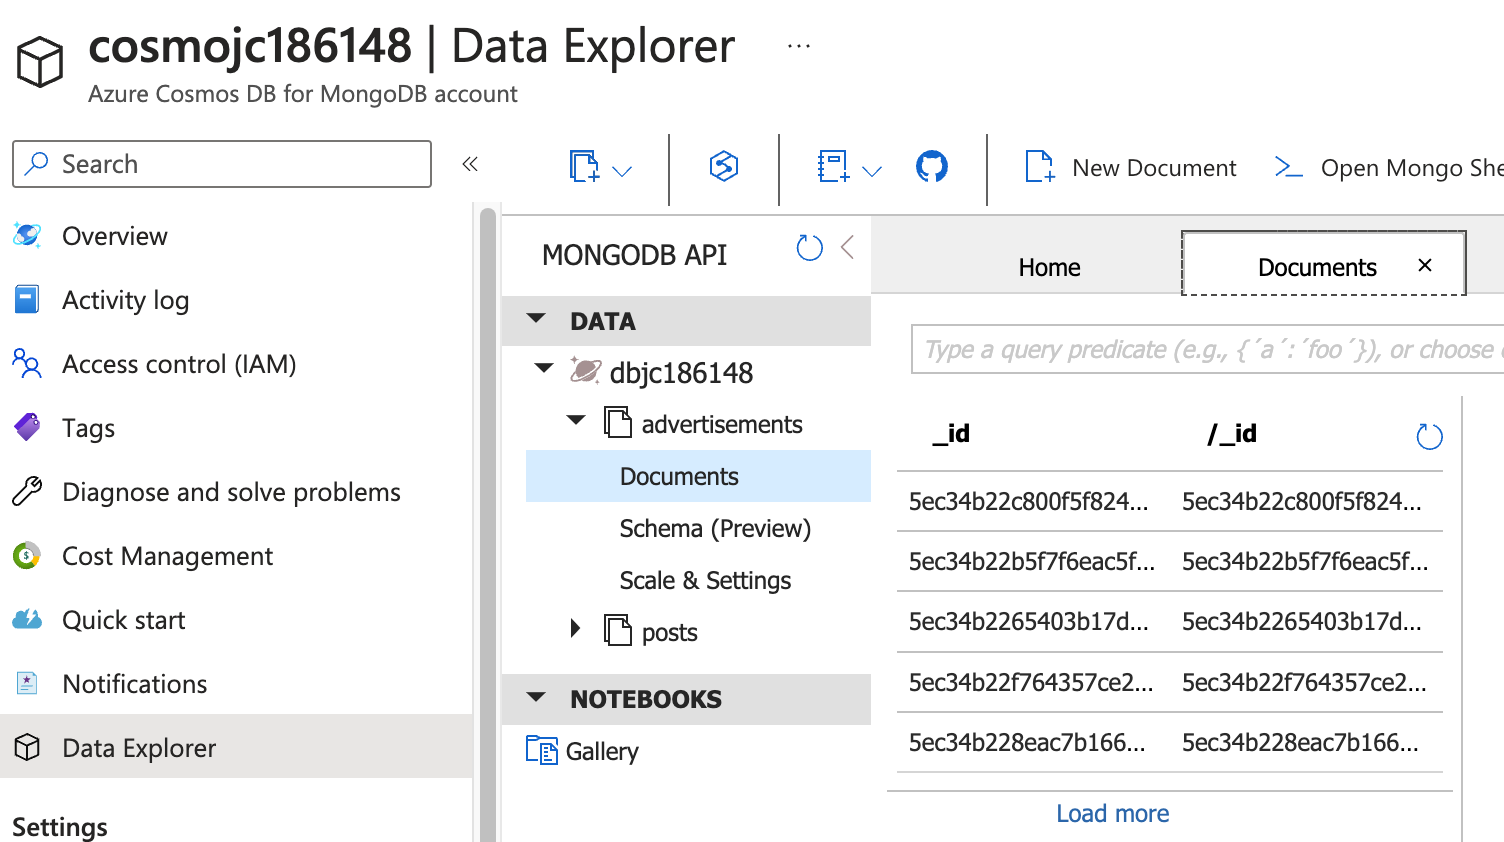 cosmojc186148 | Data Explorer ...
Azure Cosmos DB for MongoDB account
Search «
New Document
Open Mongo She
Overview
Activity log
Access control (IAM)
Tags
Diagnose and solve problems
Cost Management
Quick start
Notifications
Data Explorer
Settings
MONGODB API
DATA
dbjc186148
advertisements
Documents
Schema (Preview)
Scale & Settings
posts
NOTEBOOKS
Gallery
Home
Documents ×
Type a query predicate (e.g., {´a´:´foo´}), or choose
_id /_id
5ec34b22c800f5f824... 5ec34b22c800f5f824...
5ec34b22b5f7f6eac5f... 5ec34b22b5f7f6eac5f...
5ec34b2265403b17d... 5ec34b2265403b17d...
5ec34b22f764357ce2... 5ec34b22f764357ce2...
5ec34b228eac7b166... 5ec34b228eac7b166...
Load more